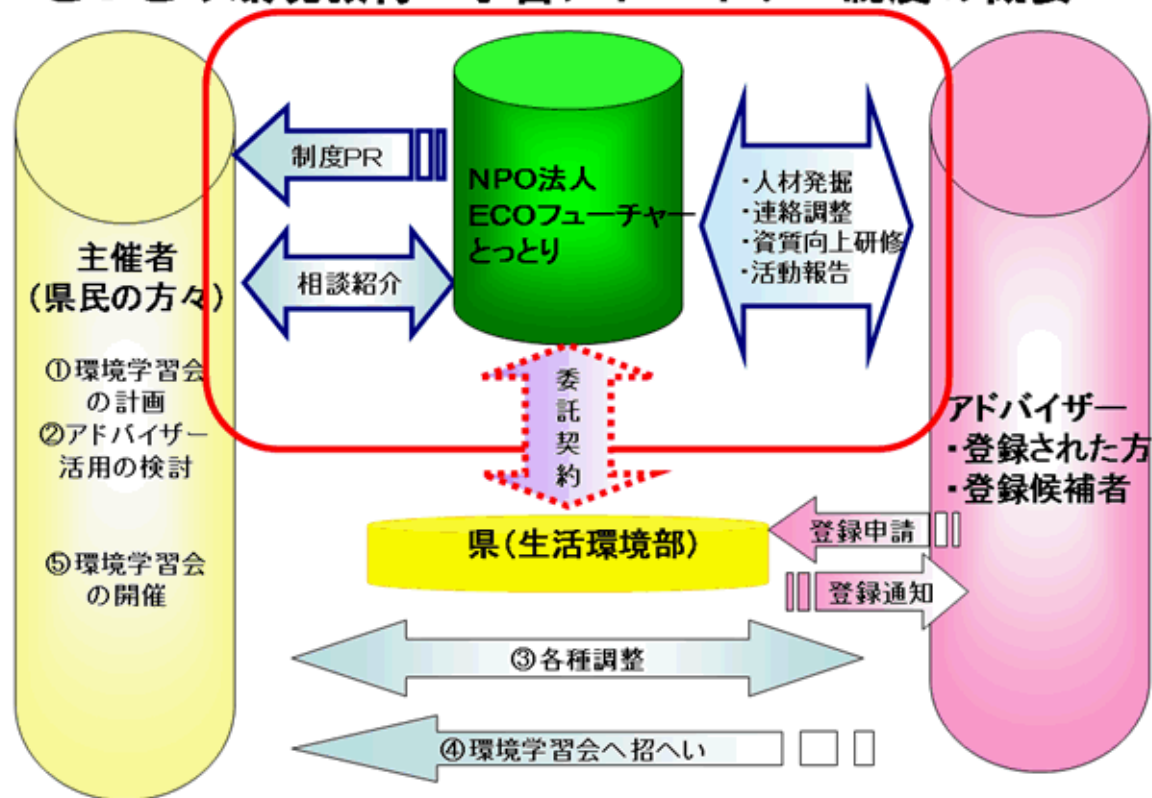 制度PR
相談紹介
NPO法人
ECOフューチャー
とっとり
・人材発掘
・連絡調整
・資質向上研修
・活動報告
主催者
(県民の方々)
①環境学習会
の計画
②アドバイザー
活用の検討
⑤環境学習会
の開催
委
託
契
約
県(生活環境部)
アドバイザー
・登録された方
・登録候補者
登録申請
登録通知
③各種調整
④環境学習会へ招へい